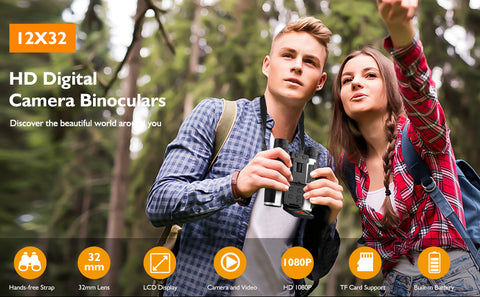 12X32
HD Digital
Camera Binoculars
Discover the beautiful world around you
32
mm
1080P
TF
Hands-free Strap
32mm Lens
LCD Display
Camera and Video
HD 1080P
TF Card Support
Built-in Battery